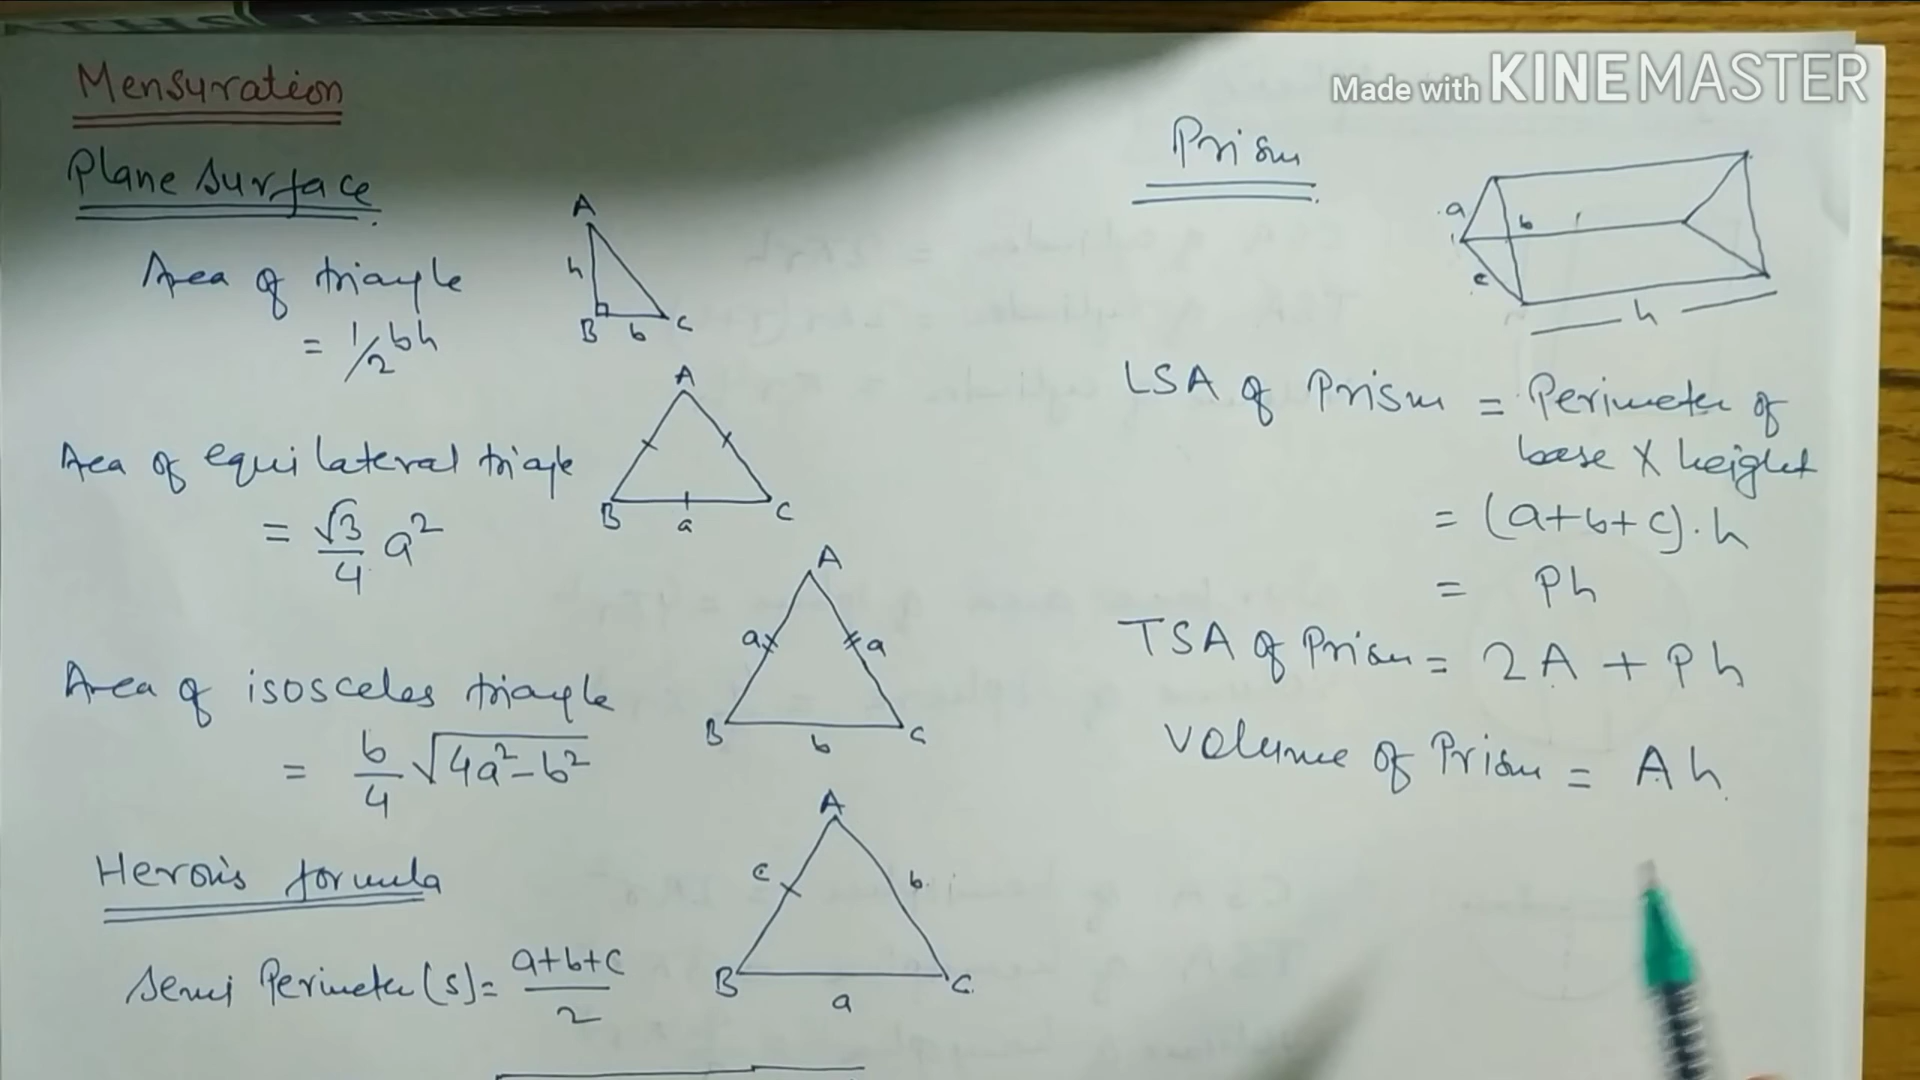 LINKS
Made with KINEMASTER
Mensuration
Plane surface
Area of triangle
= 1/2 bh
A
h
B b C
Aea of equilateral triangle
= √3/4 a²
A
B a C
Area of isosceles triangle
= b/4 √4a²-b²
A
a a
B b C
Heron's formula
Semi Perimeter (s) = a+b+c/2
A
c b
B a C
Prism
a b
c
h
LSA of Prism = Perimeter of
base X height
= (a+b+c).h
= Ph
TSA of Prism = 2A + Ph
Volume of Prism = Ah